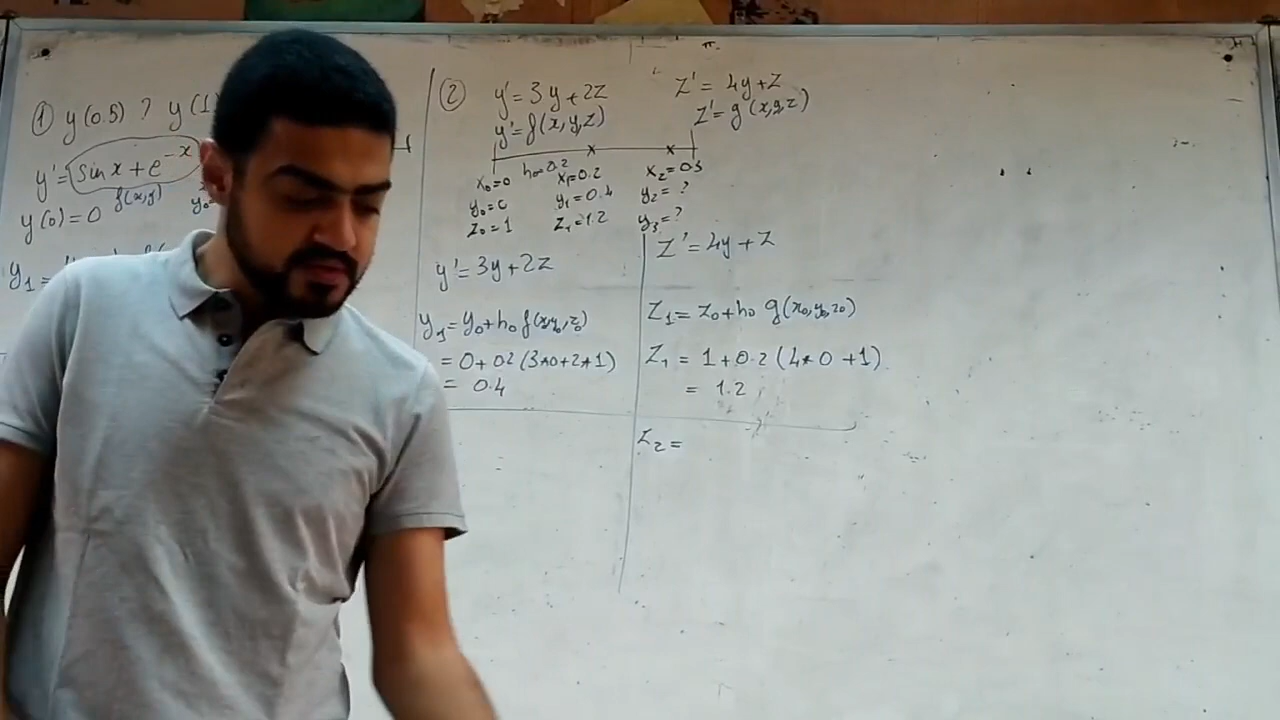 ① y(0.5) ? y(1
y' = sin x + e^-x
f(x,y)
y(0)=0
y₁ =
② y' = 3y + 2z
z' = 4y + z
y' = f(x,y,z)
z' = g(x,y,z)
h₀=0.2
x₀=0 x₁=0.2 x₂=0.5
y₀=0 y₁=0.4 y₂= ?
z₀=1 z₁=1.2 y₃= ?
y' = 3y + 2z
y₁ = y₀ + h₀ f(x₀,y₀,z₀)
= 0 + 0.2 (3*0 + 2*1)
= 0.4
z' = 4y + z
z₁ = z₀ + h₀ g(x₀,y₀,z₀)
z₁ = 1 + 0.2 (4*0 + 1)
= 1.2
z₂ =